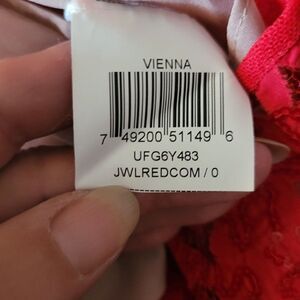 VIENNA
7 49200 51149 6
UFG6Y483
JWLREDCOM / 0